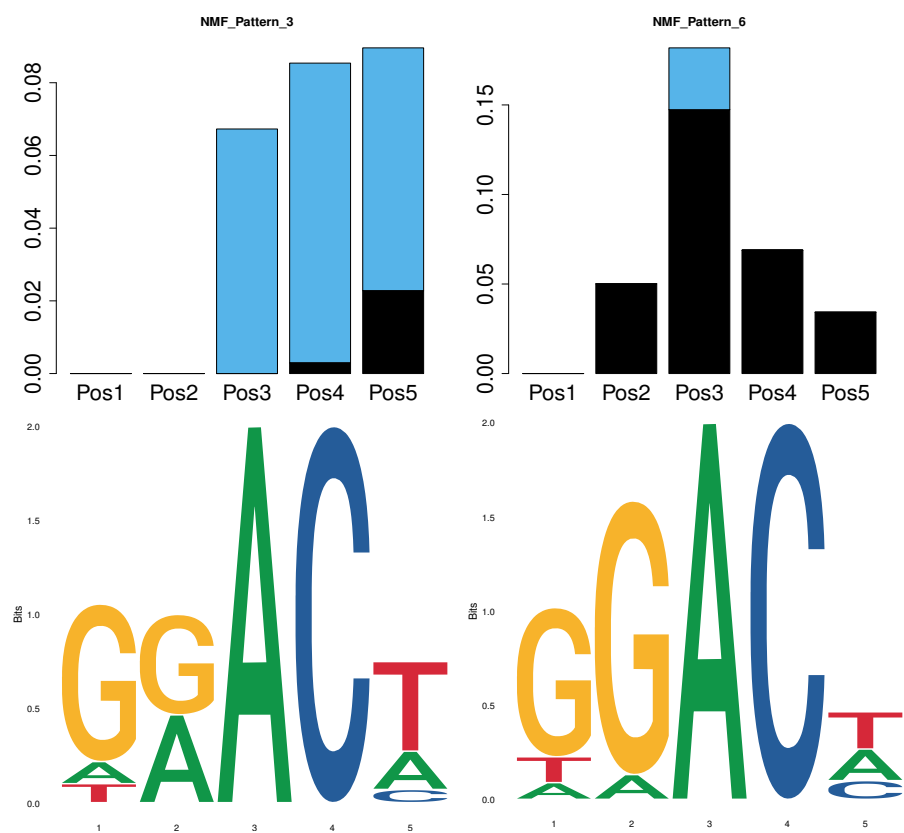 NMF_Pattern_3
0.08
0.06
0.04
0.02
0.00
Pos1 Pos2 Pos3 Pos4 Pos5
NMF_Pattern_6
0.15
0.10
0.05
0.00
Pos1 Pos2 Pos3 Pos4 Pos5
2.0
1.5
1.0
0.5
0.0
Bits
G A T
G A
A
C
T A C
1 2 3 4 5
2.0
1.5
1.0
0.5
0.0
Bits
G T A
G A
A
C
T A C
1 2 3 4 5